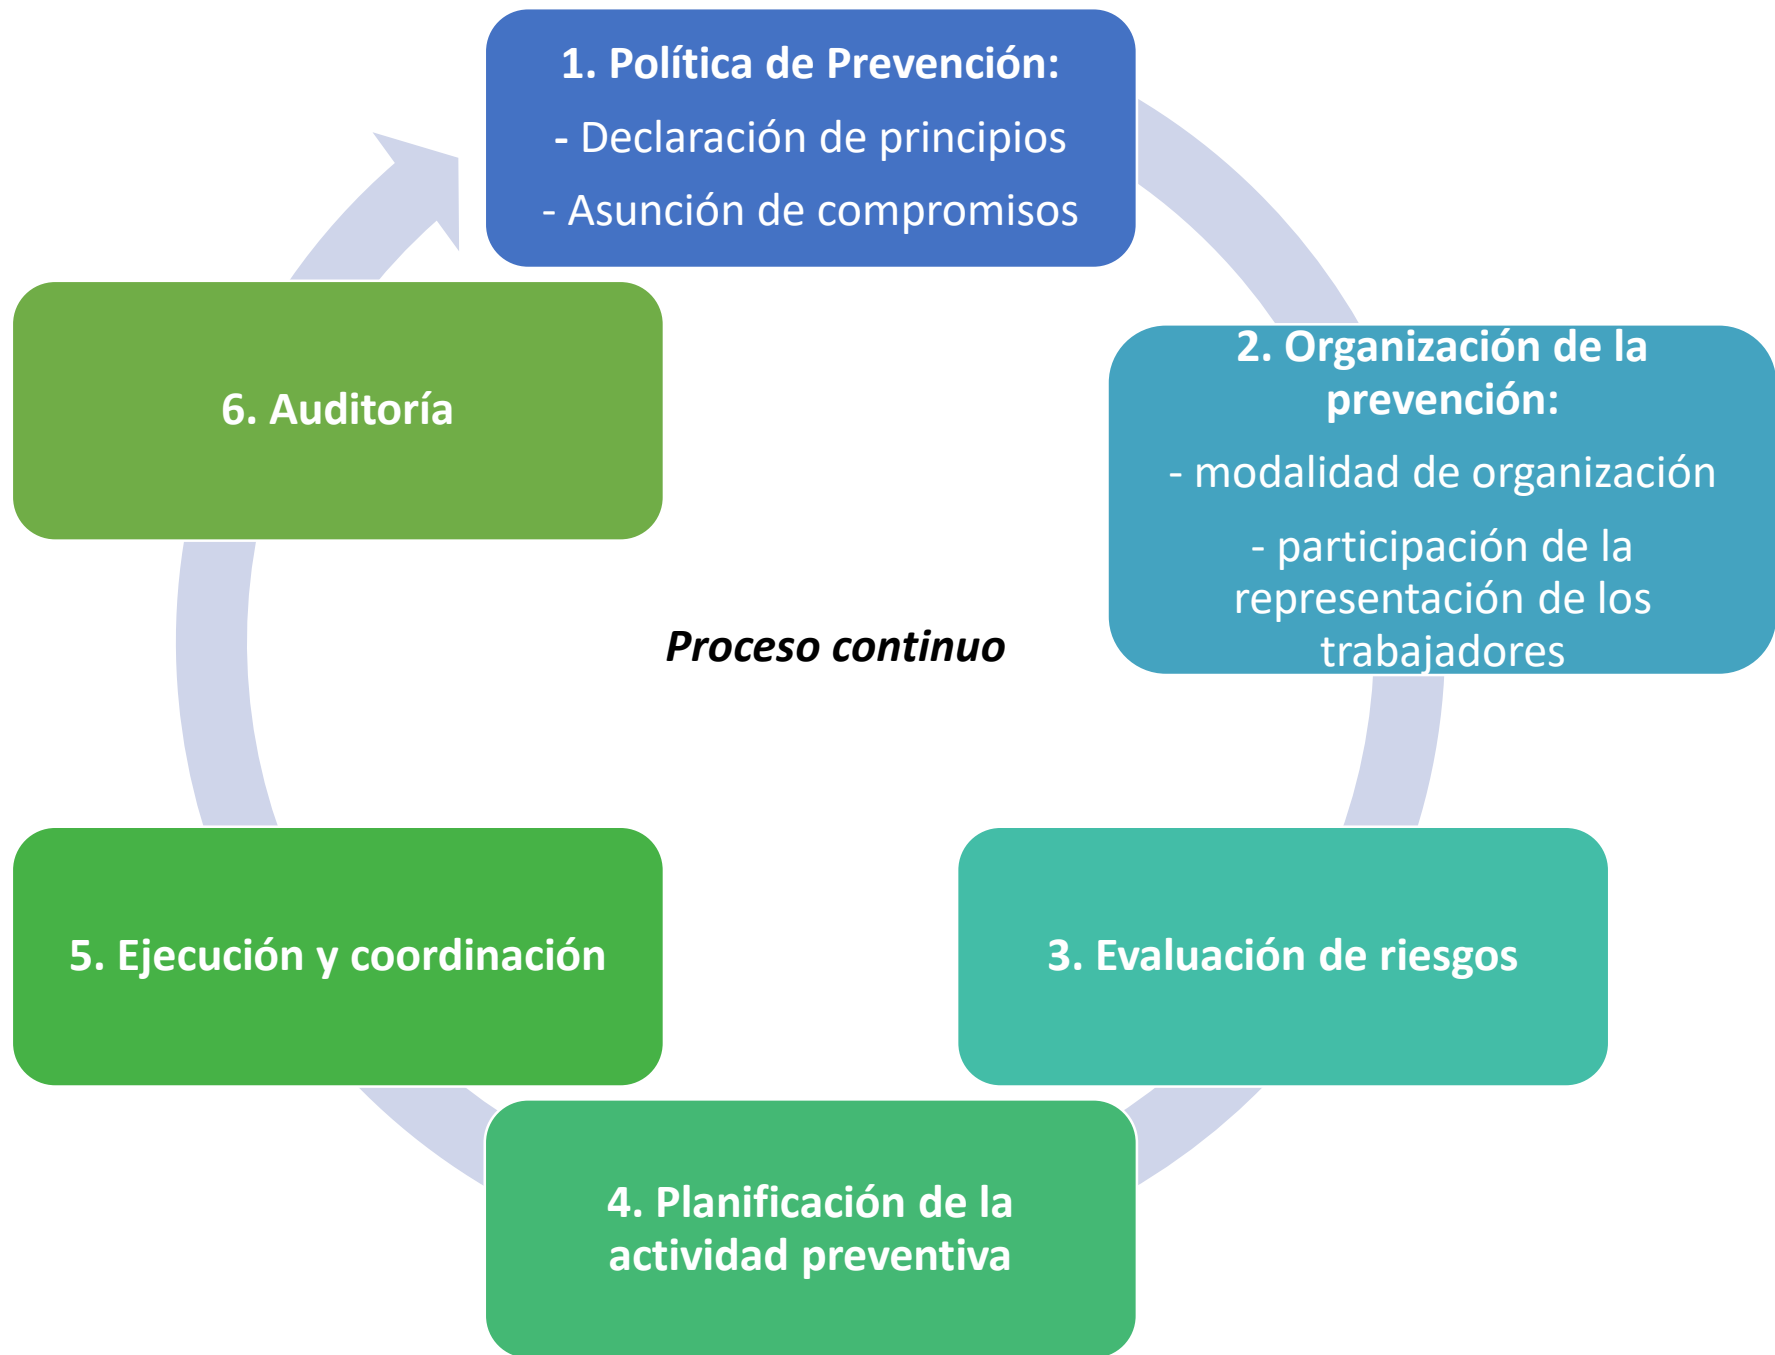 1. Política de Prevención:
- Declaración de principios
- Asunción de compromisos
2. Organización de la
prevención:
- modalidad de organización
- participación de la
representación de los
trabajadores
3. Evaluación de riesgos
4. Planificación de la
actividad preventiva
5. Ejecución y coordinación
6. Auditoría
Proceso continuo